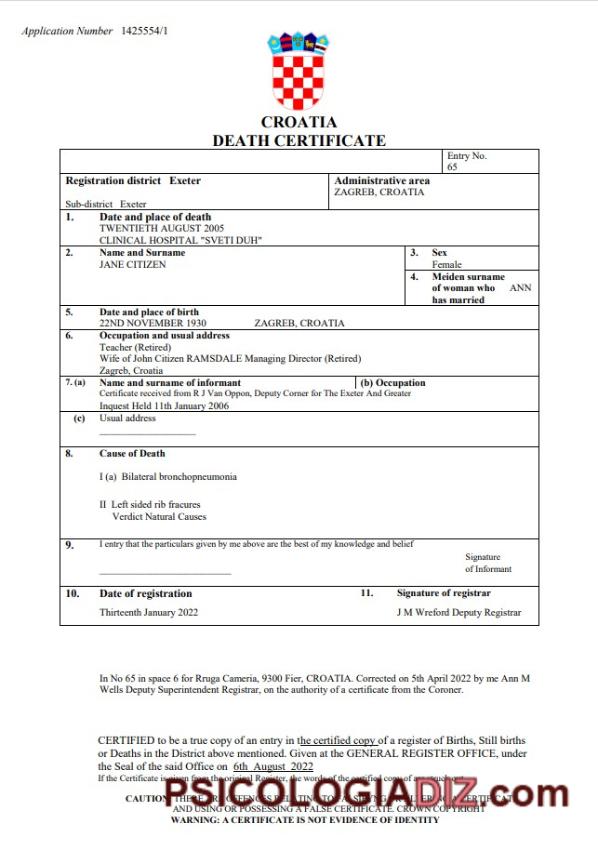 Application Number 1425554/1
CROATIA
DEATH CERTIFICATE
Entry No.
65
Registration district Exeter
Sub-district Exeter
Administrative area
ZAGREB, CROATIA
1. Date and place of death
TWENTIETH AUGUST 2005
CLINICAL HOSPITAL "SVETI DUH"
2. Name and Surname
JANE CITIZEN
3. Sex
Female
4. Meiden surname
of woman who ANN
has married
5. Date and place of birth
22ND NOVEMBER 1930 ZAGREB, CROATIA
6. Occupation and usual address
Teacher (Retired)
Wife of John Citizen RAMSDALE Managing Director (Retired)
Zagreb, Croatia
7. (a) Name and surname of informant (b) Occupation
Certificate received from R J Van Oppon, Deputy Corner for The Exeter And Greater
Inquest Held 11th January 2006
(c) Usual address
8. Cause of Death
I (a) Bilateral bronchopneumonia
II Left sided rib fracures
Verdict Natural Causes
9. I entry that the particulars given by me above are the best of my knowledge and belief
Signature
of Informant
10. Date of registration 11. Signature of registrar
Thirteenth January 2022 J M Wreford Deputy Registrar
In No 65 in space 6 for Rruga Cameria, 9300 Fier, CROATIA. Corrected on 5th April 2022 by me Ann M
Wells Deputy Superintendent Registrar, on the authority of a certificate from the Coroner.
CERTIFIED to be a true copy of an entry in the certified copy of a register of Births, Still births
or Deaths in the District above mentioned. Given at the GENERAL REGISTER OFFICE, under
the Seal of the said Office on 6th August 2022
If the Certificate is given from the original Register, the words of the certified copy of
PSICOLOGIADIZ.com
CAUTION THERE ARE OFFENCES RELATING TO
AND USING OR POSSESSING A FALSE CERTIFICATE. CROWN COPYRIGHT
WARNING: A CERTIFICATE IS NOT EVIDENCE OF IDENTITY